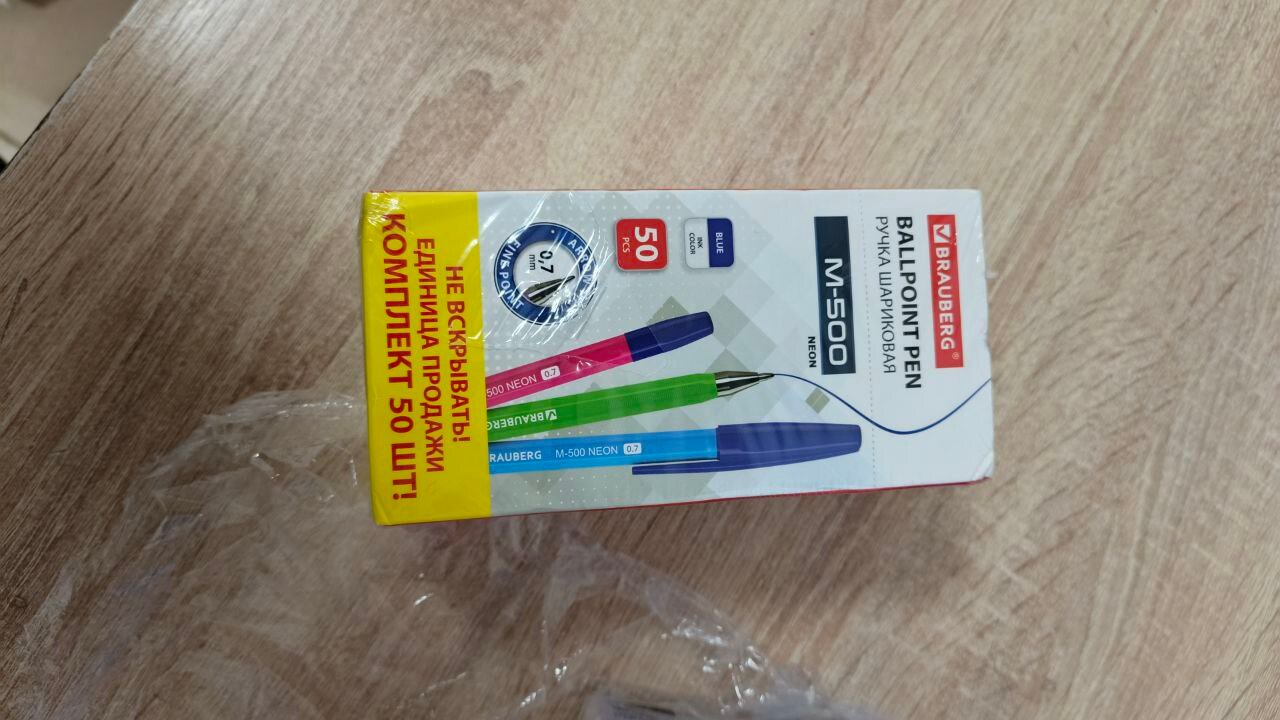 BRAUBERG®
BALLPOINT PEN
РУЧКА ШАРИКОВАЯ
M-500
NEON
BLUE
INK
COLOR
50
PCS
0,7
mm
FINE POINT
500 NEON 0.7
BRAUBERG
RAUBERG M-500 NEON 0.7
НЕ ВСКРЫВАТЬ!
ЕДИНИЦА ПРОДАЖИ
КОМПЛЕКТ 50 ШТ!